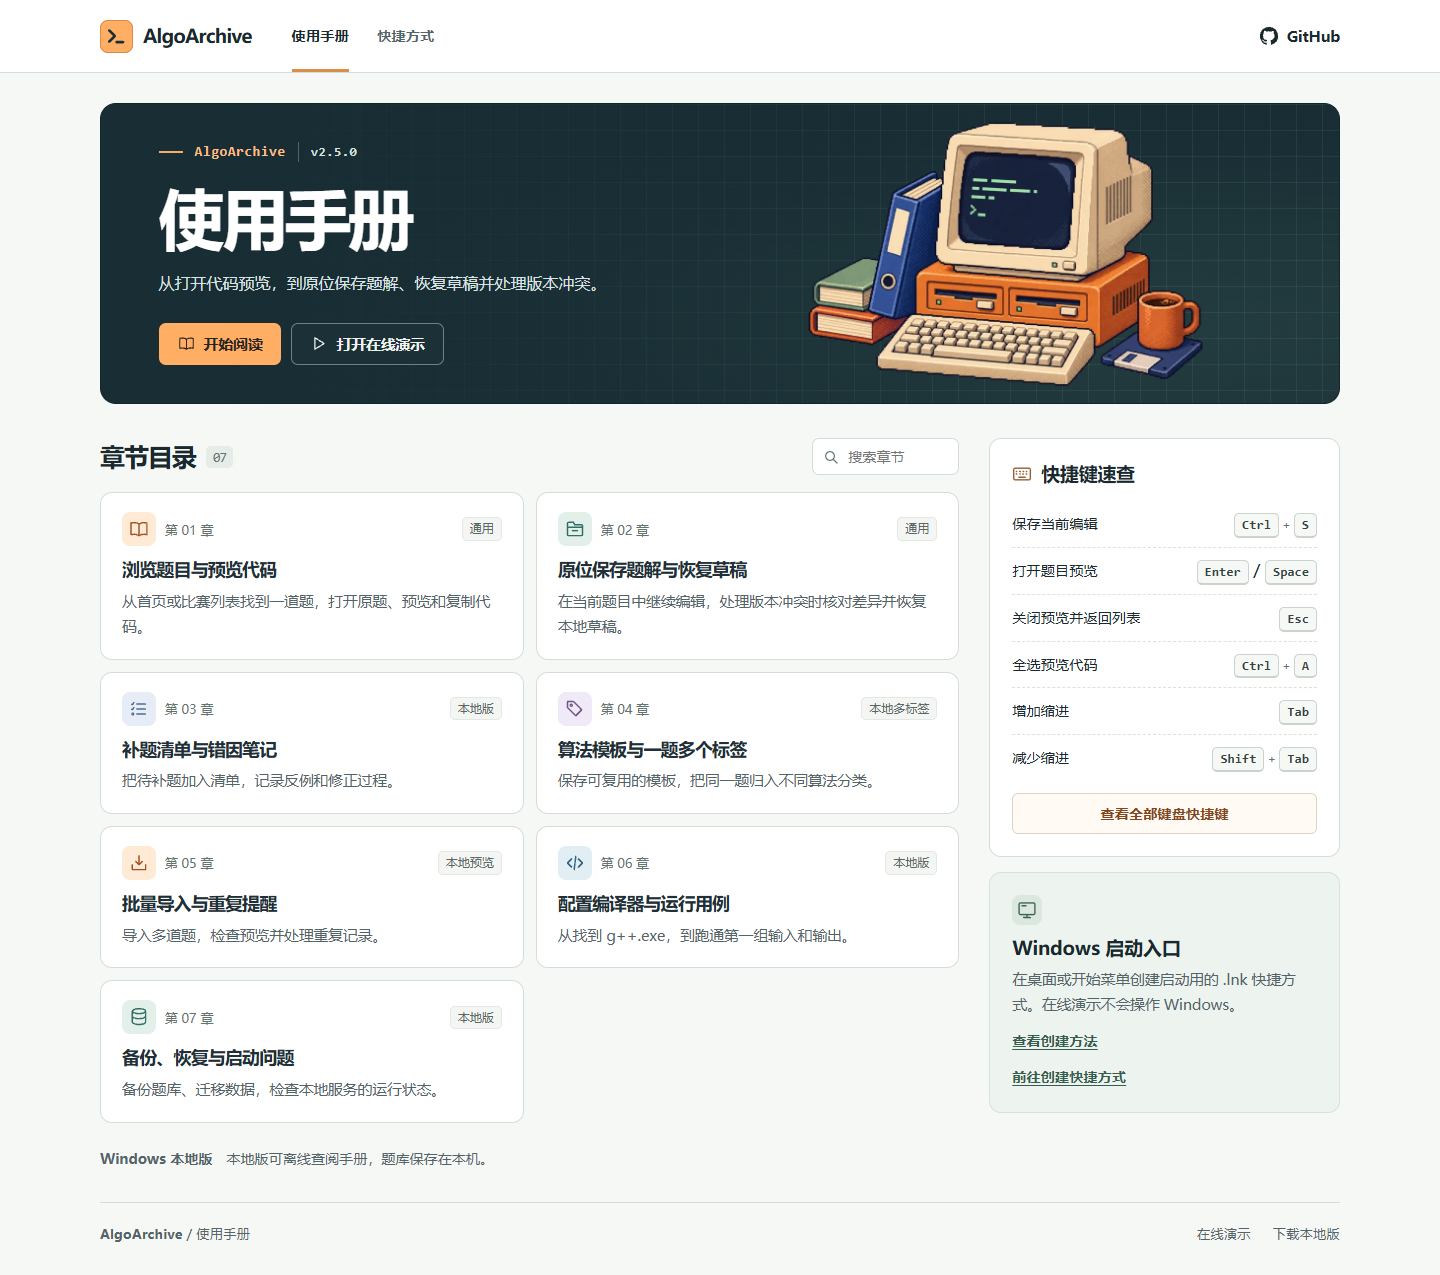 AlgoArchive
使用手册
快捷方式
GitHub
AlgoArchive
v2.5.0
使用手册
从打开代码预览，到原位保存题解、恢复草稿并处理版本冲突。
开始阅读
打开在线演示
章节目录
07
搜索章节
第 01 章
通用
浏览题目与预览代码
从首页或比赛列表找到一道题，打开原题、预览和复制代
码。
第 02 章
通用
原位保存题解与恢复草稿
在当前题目中继续编辑，处理版本冲突时核对差异并恢复
本地草稿。
第 03 章
本地版
补题清单与错因笔记
把待补题加入清单，记录反例和修正过程。
第 04 章
本地多标签
算法模板与一题多个标签
保存可复用的模板，把同一题归入不同算法分类。
第 05 章
本地预览
批量导入与重复提醒
导入多道题，检查预览并处理重复记录。
第 06 章
本地版
配置编译器与运行用例
从找到 g++.exe，到跑通第一组输入和输出。
第 07 章
本地版
备份、恢复与启动问题
备份题库、迁移数据，检查本地服务的运行状态。
快捷键速查
保存当前编辑 Ctrl + S
打开题目预览 Enter / Space
关闭预览并返回列表 Esc
全选预览代码 Ctrl + A
增加缩进 Tab
减少缩进 Shift + Tab
查看全部键盘快捷键
Windows 启动入口
在桌面或开始菜单创建启动用的 .lnk 快捷方
式。在线演示不会操作 Windows。
查看创建方法
前往创建快捷方式
Windows 本地版 本地版可离线查阅手册，题库保存在本机。
AlgoArchive / 使用手册
在线演示
下载本地版